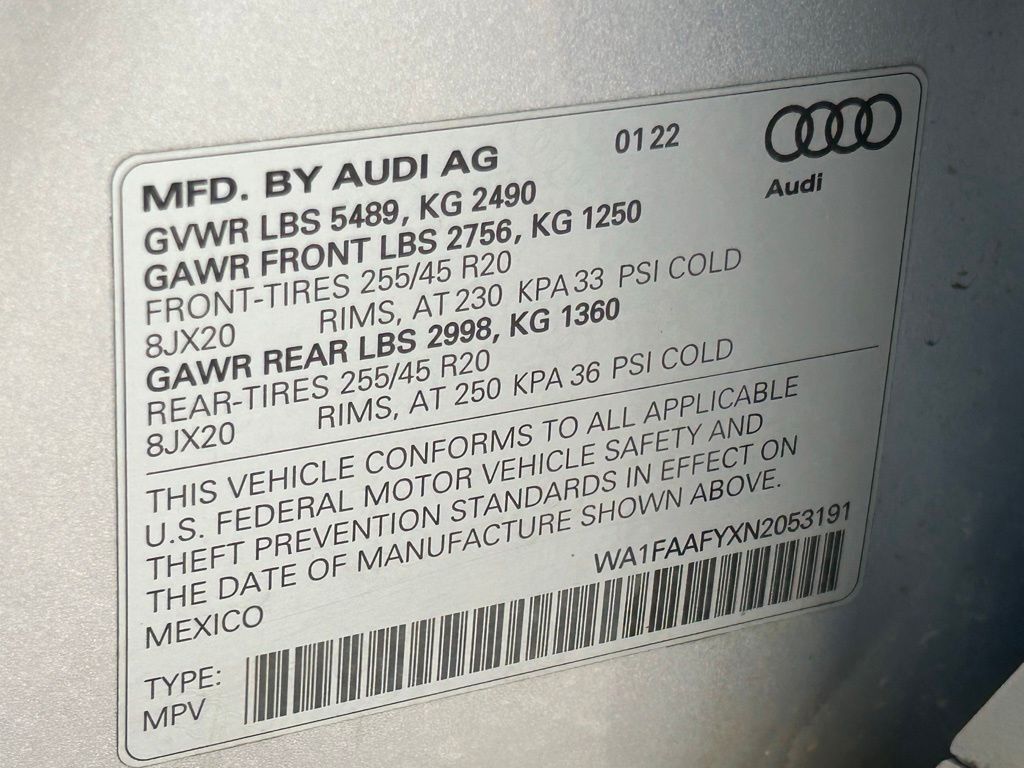 MFD. BY AUDI AG 01 22
Audi
GVWR LBS 5489, KG 2490
GAWR FRONT LBS 2756, KG 1250
FRONT-TIRES 255/45 R20
8JX20 RIMS, AT 230 KPA 33 PSI COLD
GAWR REAR LBS 2998, KG 1360
REAR-TIRES 255/45 R20
8JX20 RIMS, AT 250 KPA 36 PSI COLD
THIS VEHICLE CONFORMS TO ALL APPLICABLE
U.S. FEDERAL MOTOR VEHICLE SAFETY AND
THEFT PREVENTION STANDARDS IN EFFECT ON
THE DATE OF MANUFACTURE SHOWN ABOVE.
MEXICO WA1FAAFYXN2053191
TYPE:
MPV